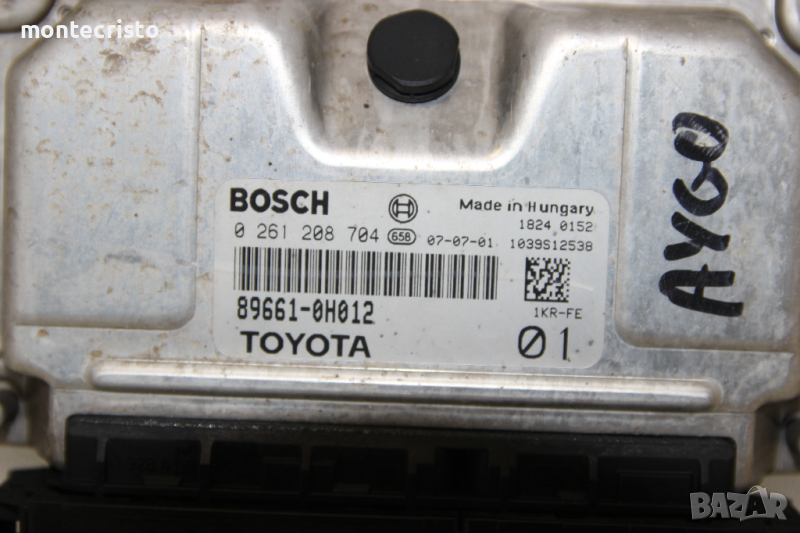 montecristo
BOSCH Made in Hungary
1824 0152
0 261 208 704 658 07-07-01 1039S12538
89661-0H012 1KR-FE
TOYOTA 01
AYGO
BAZAR